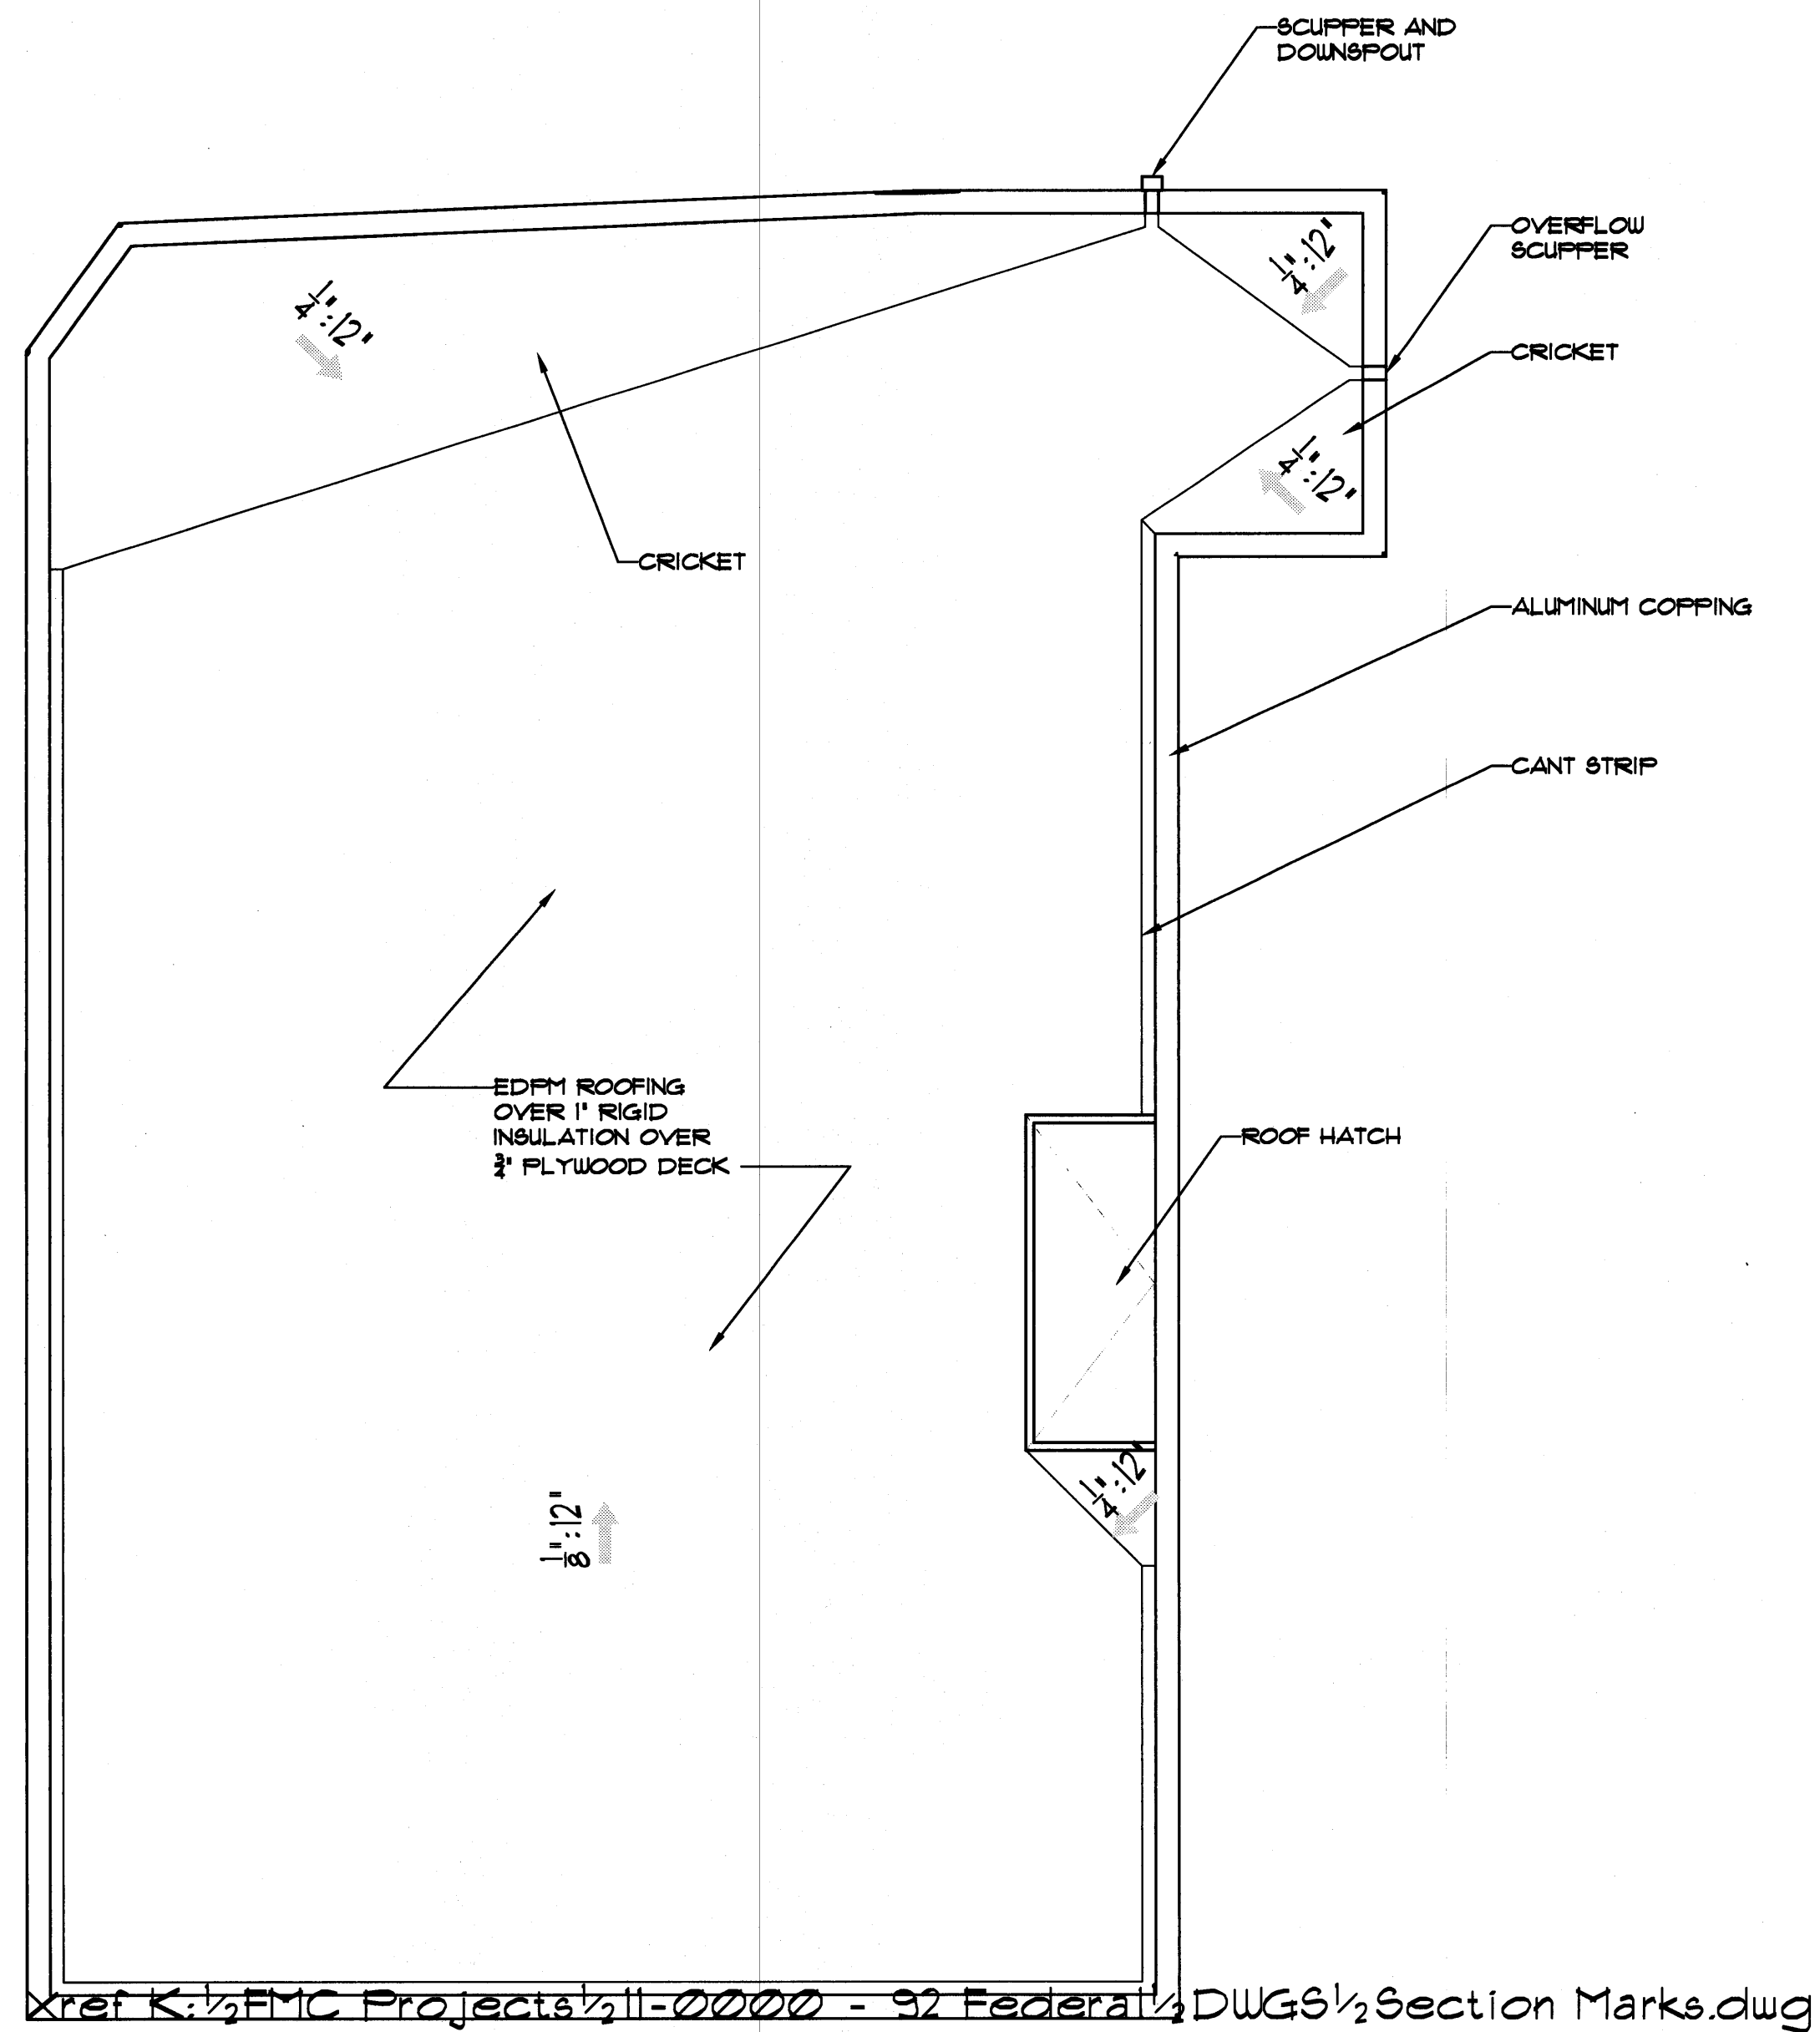 SCUPPER AND
DOWNSPOUT
OVERFLOW
SCUPPER
1/4":12"
1/4":12"
CRICKET
1/4":12"
CRICKET
ALUMINUM COPPING
CANT STRIP
EDPM ROOFING
OVER 1" RIGID
INSULATION OVER
3/4" PLYWOOD DECK
ROOF HATCH
1/4":12"
1/8":12"
Xref K:½FMC Projects½11-0000 - 92 Federal½DWGS½Section Marks.dwg